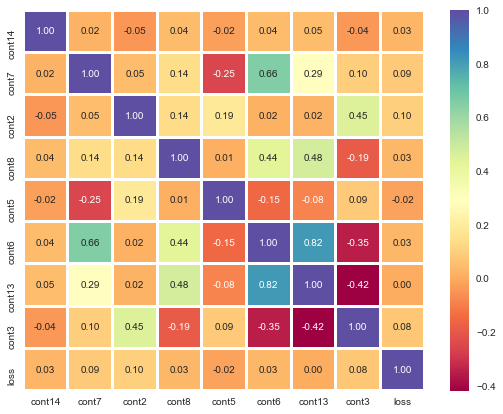 cont14 1.00 0.02 -0.05 0.04 -0.02 0.04 0.05 -0.04 0.03
cont7 0.02 1.00 0.05 0.14 -0.25 0.66 0.29 0.10 0.09
cont2 -0.05 0.05 1.00 0.14 0.19 0.02 0.02 0.45 0.10
cont8 0.04 0.14 0.14 1.00 0.01 0.44 0.48 -0.19 0.03
cont5 -0.02 -0.25 0.19 0.01 1.00 -0.15 -0.08 0.09 -0.02
cont6 0.04 0.66 0.02 0.44 -0.15 1.00 0.82 -0.35 0.03
cont13 0.05 0.29 0.02 0.48 -0.08 0.82 1.00 -0.42 0.00
cont3 -0.04 0.10 0.45 -0.19 0.09 -0.35 -0.42 1.00 0.08
loss 0.03 0.09 0.10 0.03 -0.02 0.03 0.00 0.08 1.00
cont14 cont7 cont2 cont8 cont5 cont6 cont13 cont3 loss
1.0
0.8
0.6
0.4
0.2
0.0
−0.2
−0.4